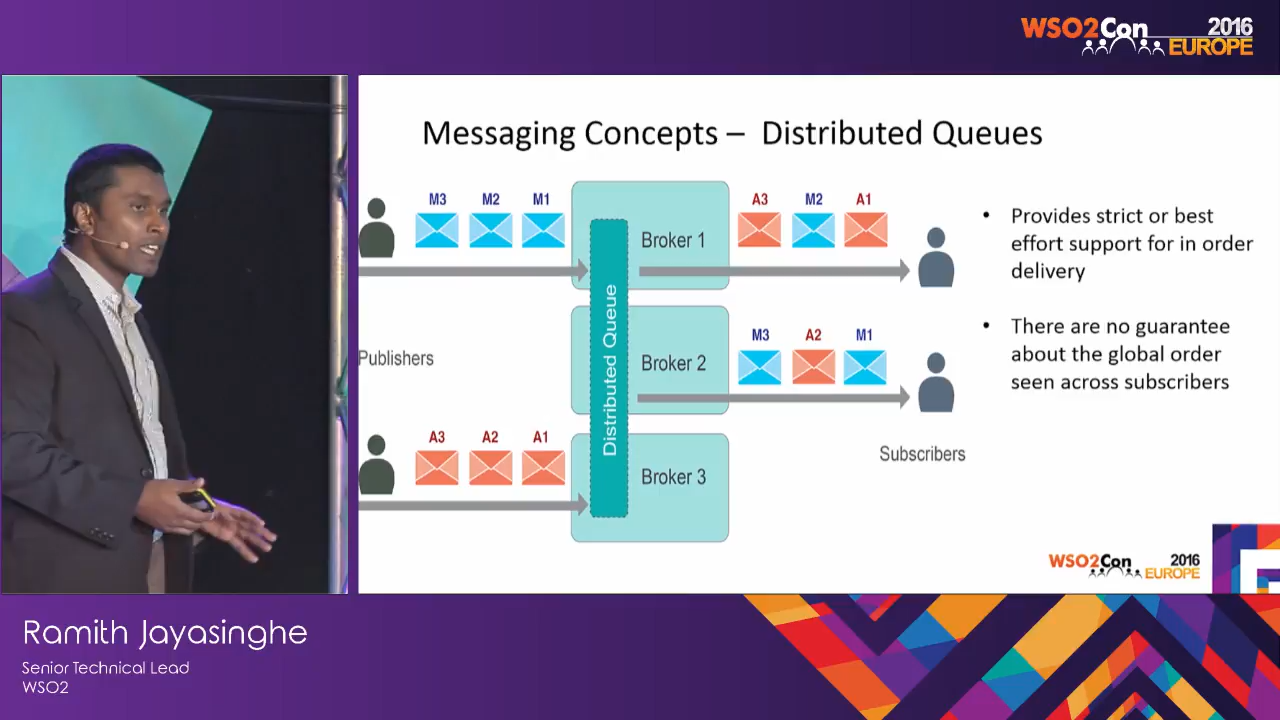 WSO2Con 2016
EUROPE
Messaging Concepts – Distributed Queues
M3 M2 M1
A3 M2 A1
Broker 1
Distributed Queue
Broker 2
M3 A2 M1
Publishers
A3 A2 A1
Broker 3
Subscribers
• Provides strict or best
effort support for in order
delivery
• There are no guarantee
about the global order
seen across subscribers
WSO2Con 2016
EUROPE
Ramith Jayasinghe
Senior Technical Lead
WSO2